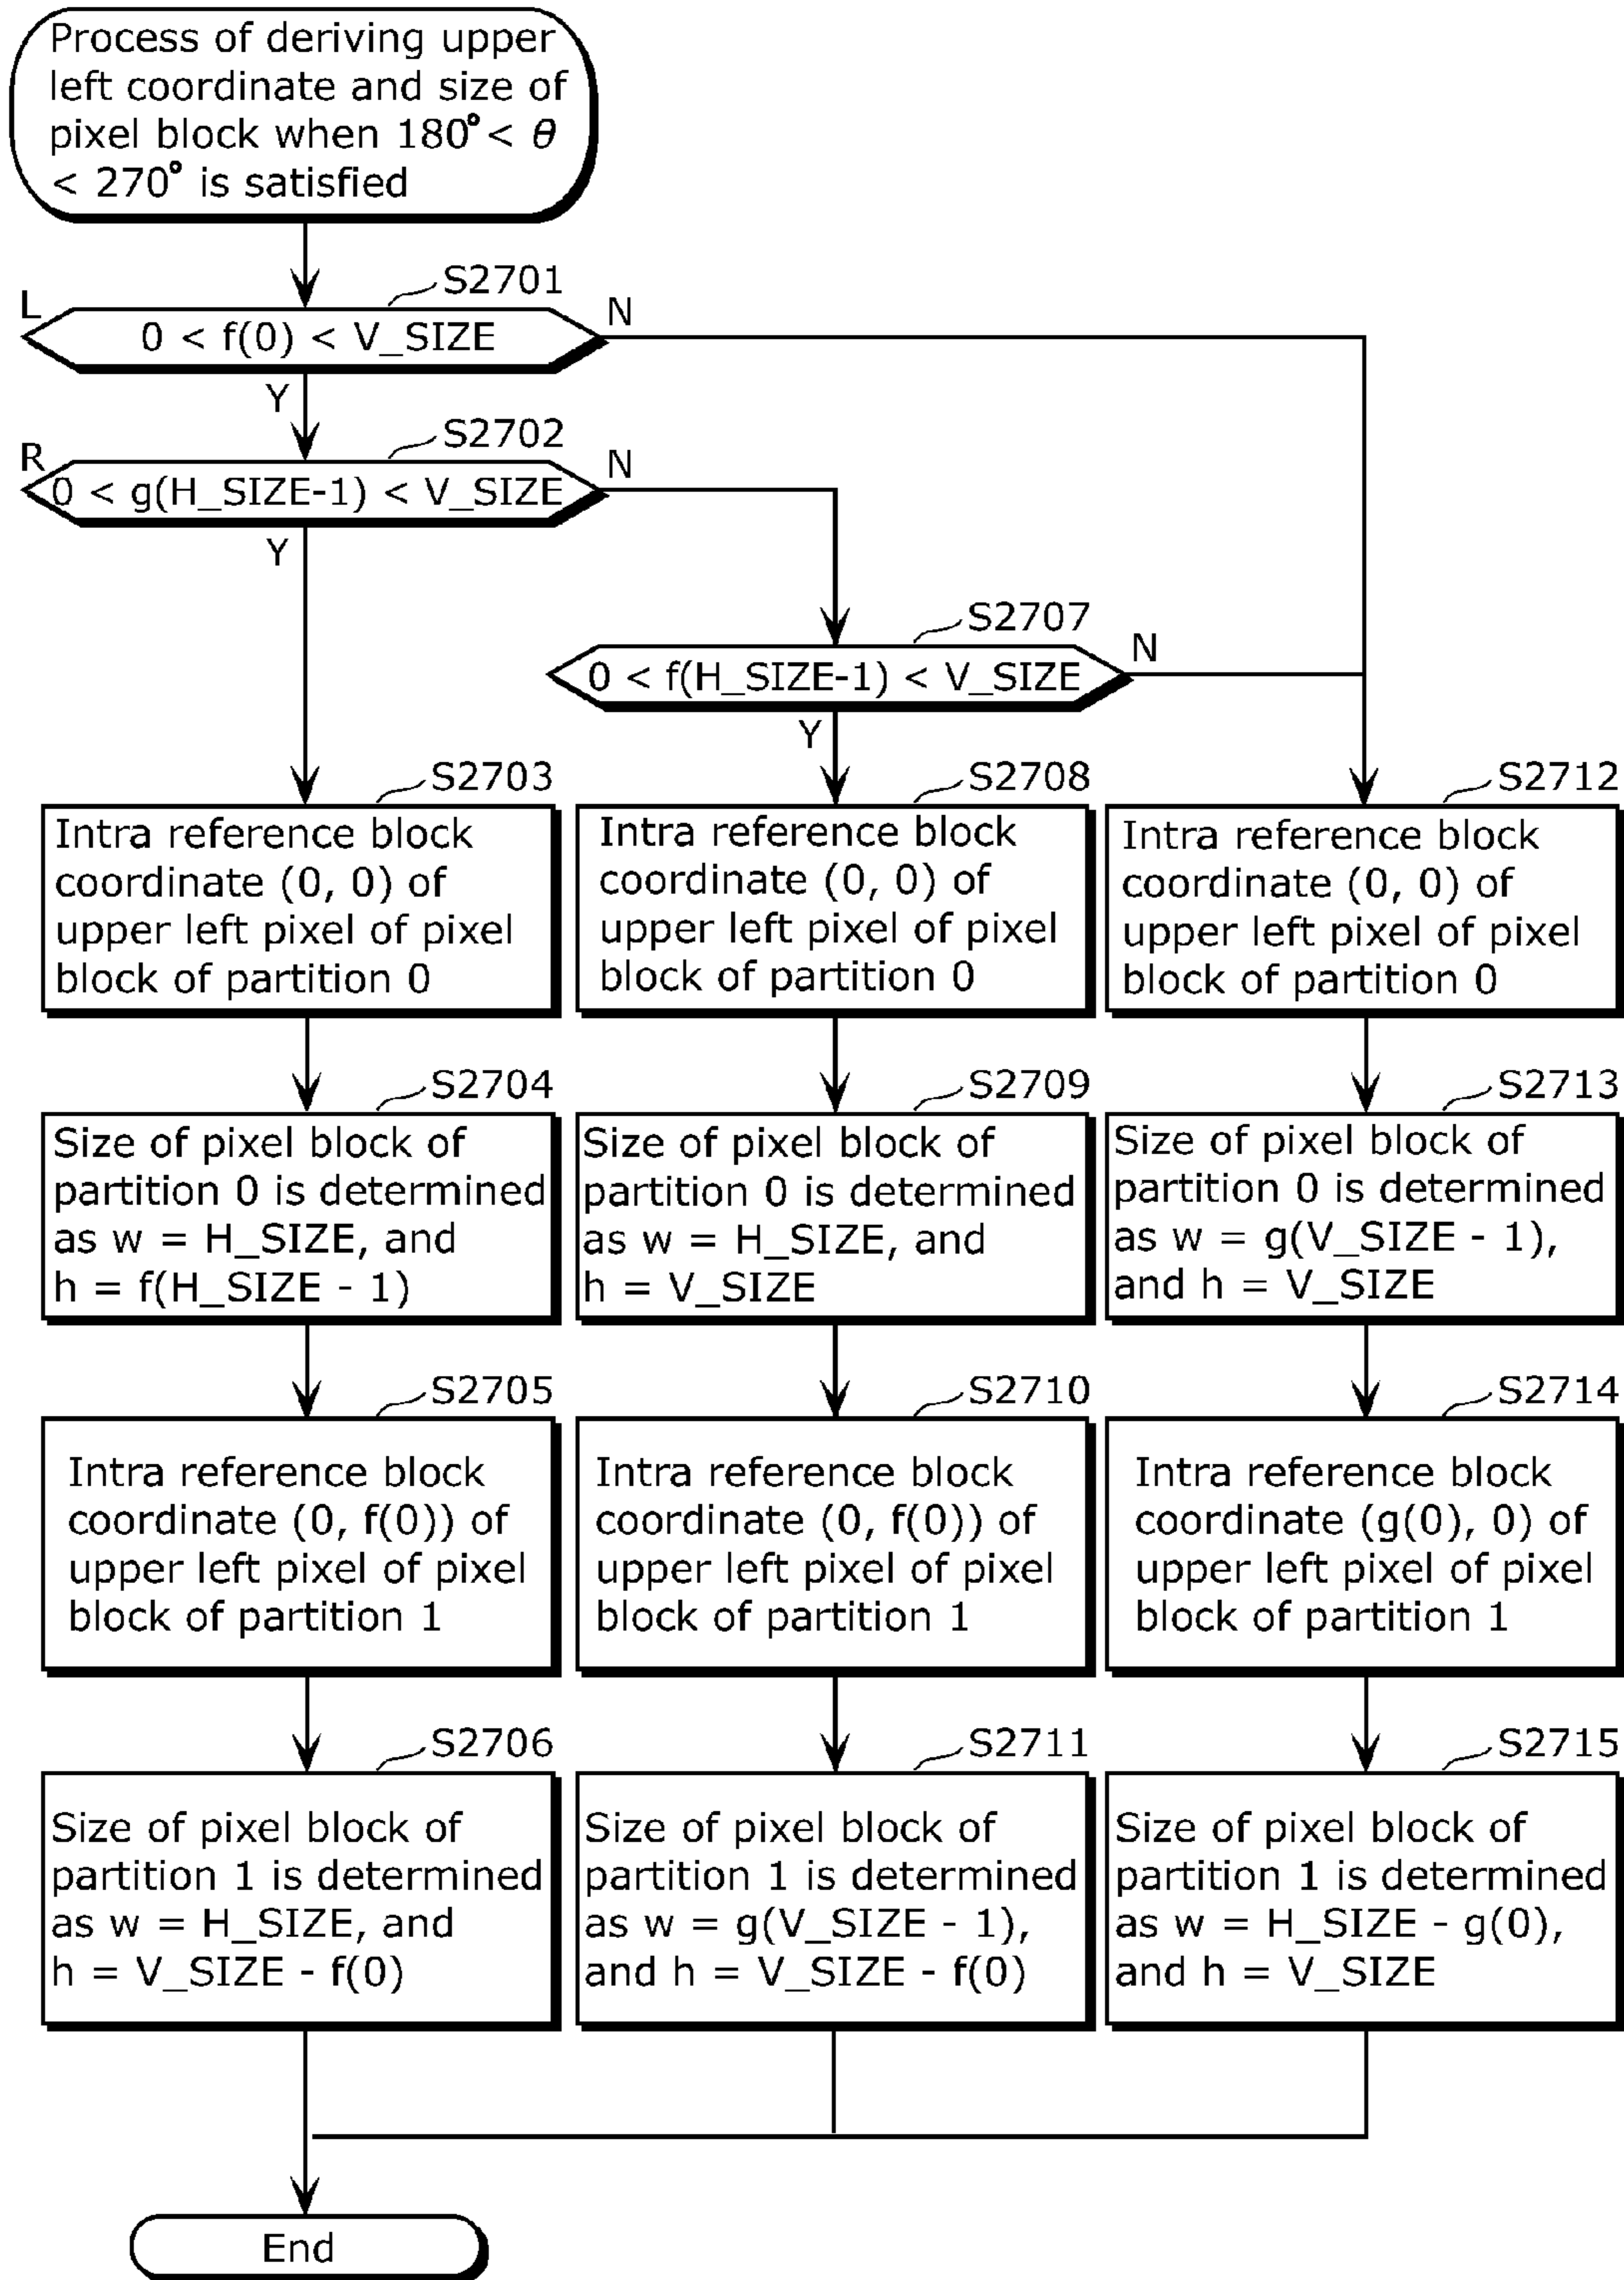 Process of deriving upper
left coordinate and size of
pixel block when 180° < θ
< 270° is satisfied
S2701
L
0 < f(0) < V_SIZE
N
Y
S2702
R
0 < g(H_SIZE-1) < V_SIZE
N
Y
S2707
0 < f(H_SIZE-1) < V_SIZE
N
Y
S2703
Intra reference block
coordinate (0, 0) of
upper left pixel of pixel
block of partition 0
S2708
Intra reference block
coordinate (0, 0) of
upper left pixel of pixel
block of partition 0
S2712
Intra reference block
coordinate (0, 0) of
upper left pixel of pixel
block of partition 0
S2704
Size of pixel block of
partition 0 is determined
as w = H_SIZE, and
h = f(H_SIZE - 1)
S2709
Size of pixel block of
partition 0 is determined
as w = H_SIZE, and
h = V_SIZE
S2713
Size of pixel block of
partition 0 is determined
as w = g(V_SIZE - 1),
and h = V_SIZE
S2705
Intra reference block
coordinate (0, f(0)) of
upper left pixel of pixel
block of partition 1
S2710
Intra reference block
coordinate (0, f(0)) of
upper left pixel of pixel
block of partition 1
S2714
Intra reference block
coordinate (g(0), 0) of
upper left pixel of pixel
block of partition 1
S2706
Size of pixel block of
partition 1 is determined
as w = H_SIZE, and
h = V_SIZE - f(0)
S2711
Size of pixel block of
partition 1 is determined
as w = g(V_SIZE - 1),
and h = V_SIZE - f(0)
S2715
Size of pixel block of
partition 1 is determined
as w = H_SIZE - g(0),
and h = V_SIZE
End